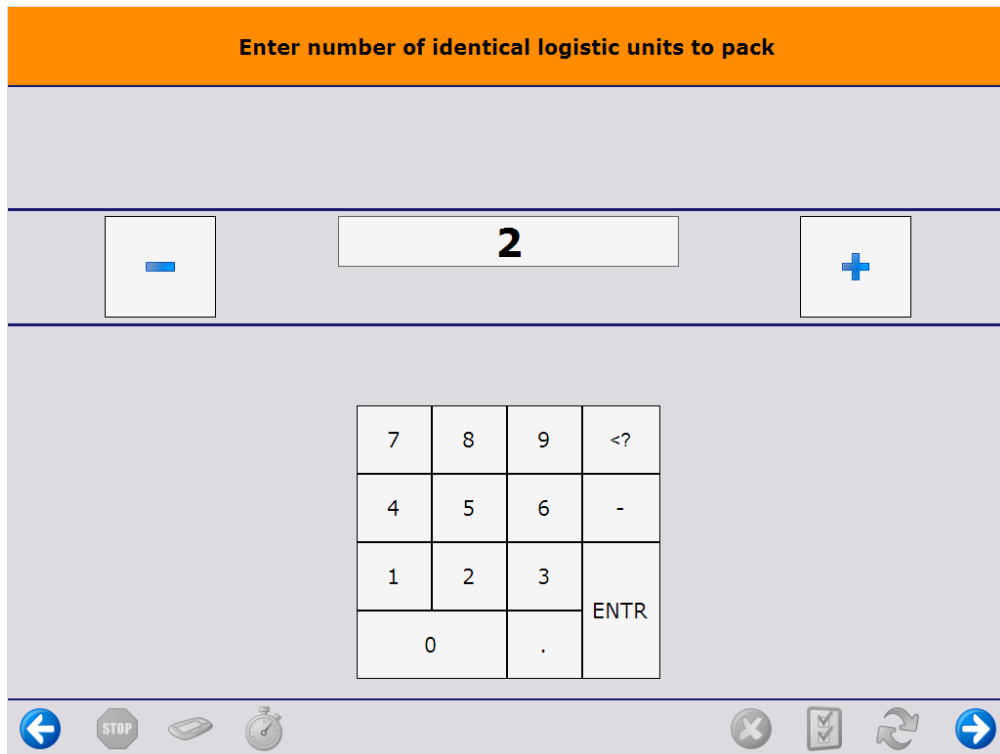 Enter number of identical logistic units to pack
2
7 8 9 <?
4 5 6 -
1 2 3
ENTR
0 .
STOP